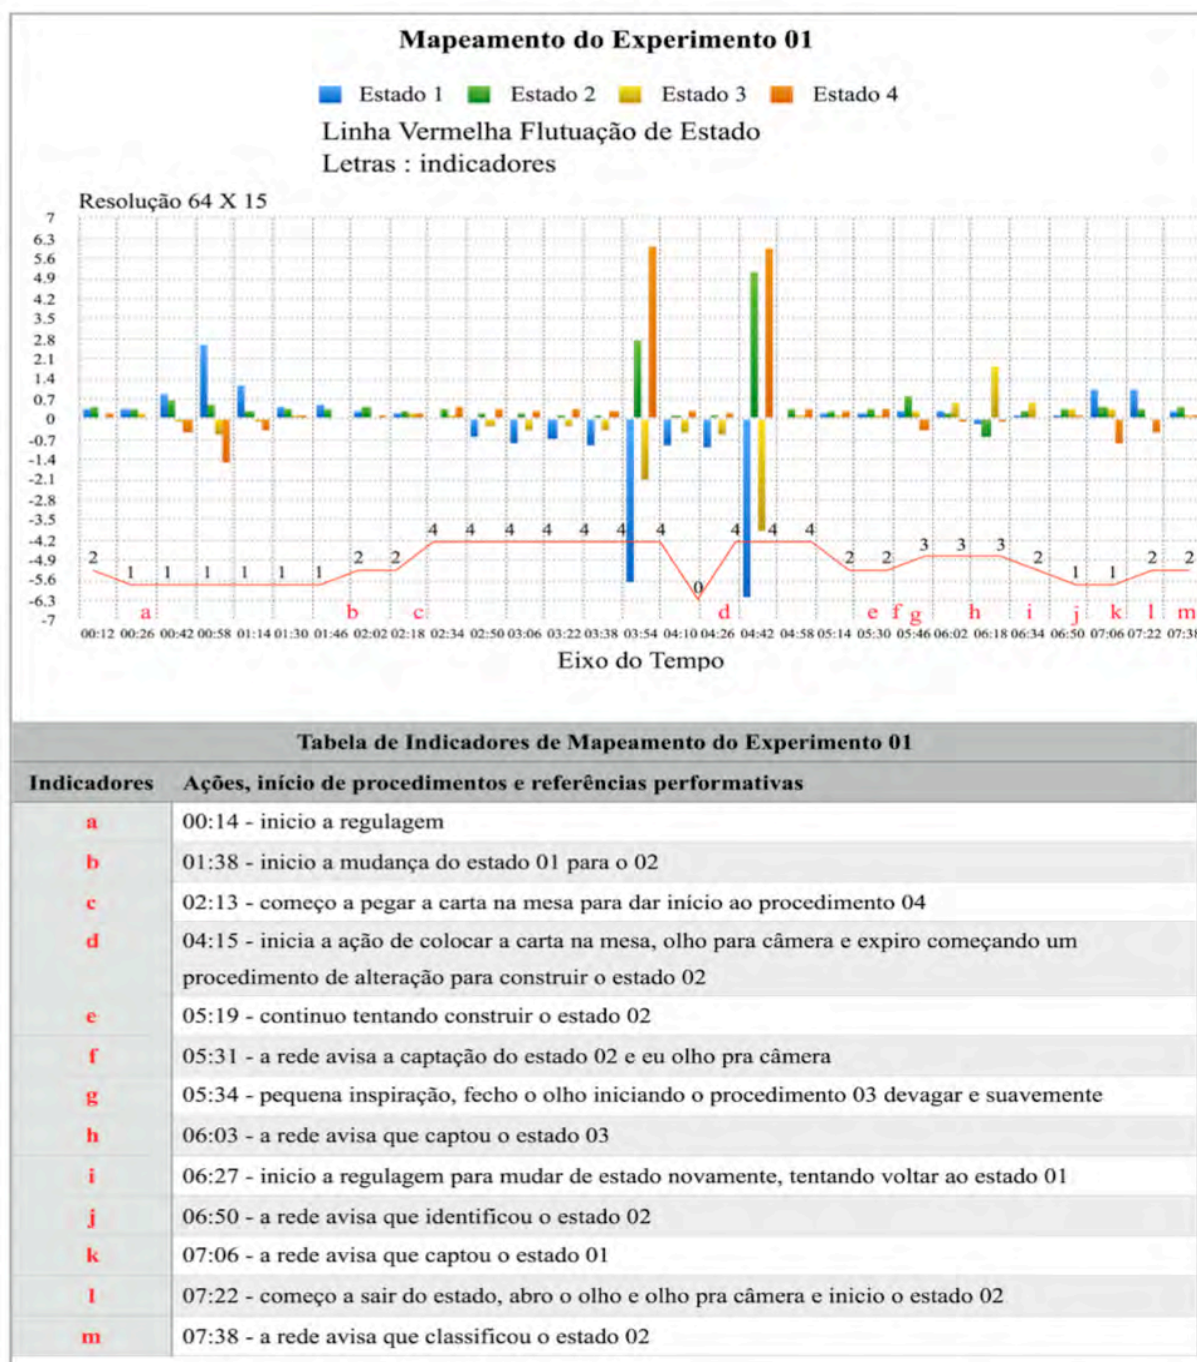 Mapeamento do Experimento 01
Estado 1 Estado 2 Estado 3 Estado 4
Linha Vermelha Flutuação de Estado
Letras : indicadores
Resolução 64 X 15
7
6.3
5.6
4.9
4.2
3.5
2.8
2.1
1.4
0.7
0
-0.7
-1.4
-2.1
-2.8
-3.5
-4.2
-4.9
-5.6
-6.3
-7
2 1 1 1 1 1 1 2 2 4 4 4 4 4 4 4 0 4 4 4 2 2 3 3 3 2 1 1 2 2
a b c d e f g h i j k l m
00:12 00:26 00:42 00:58 01:14 01:30 01:46 02:02 02:18 02:34 02:50 03:06 03:22 03:38 03:54 04:10 04:26 04:42 04:58 05:14 05:30 05:46 06:02 06:18 06:34 06:50 07:06 07:22 07:38
Eixo do Tempo
Tabela de Indicadores de Mapeamento do Experimento 01
Indicadores Ações, início de procedimentos e referências performativas
a 00:14 - inicio a regulagem
b 01:38 - inicio a mudança do estado 01 para o 02
c 02:13 - começo a pegar a carta na mesa para dar início ao procedimento 04
d 04:15 - inicia a ação de colocar a carta na mesa, olho para câmera e expiro começando um
procedimento de alteração para construir o estado 02
e 05:19 - continuo tentando construir o estado 02
f 05:31 - a rede avisa a captação do estado 02 e eu olho pra câmera
g 05:34 - pequena inspiração, fecho o olho iniciando o procedimento 03 devagar e suavemente
h 06:03 - a rede avisa que captou o estado 03
i 06:27 - inicio a regulagem para mudar de estado novamente, tentando voltar ao estado 01
j 06:50 - a rede avisa que identificou o estado 02
k 07:06 - a rede avisa que captou o estado 01
l 07:22 - começo a sair do estado, abro o olho e olho pra câmera e inicio o estado 02
m 07:38 - a rede avisa que classificou o estado 02